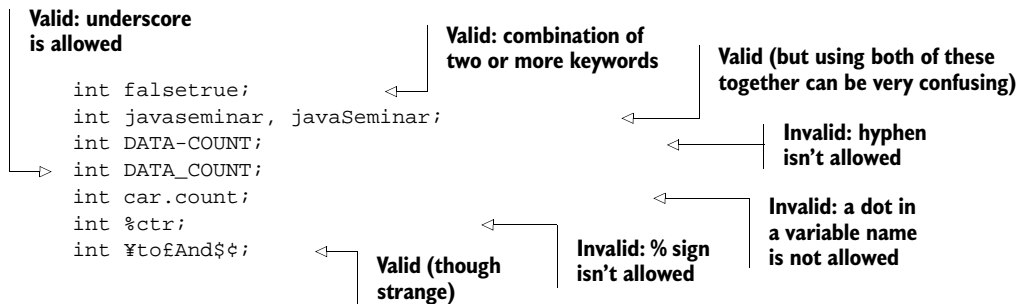 Valid: underscore
is allowed
Valid: combination of
two or more keywords
Valid (but using both of these
together can be very confusing)
int falsetrue;
int javaseminar, javaSeminar;
int DATA-COUNT;
Invalid: hyphen
isn't allowed
int DATA_COUNT;
int car.count;
Invalid: a dot in
a variable name
is not allowed
int %ctr;
Invalid: % sign
isn't allowed
int ¥to£And$¢;
Valid (though
strange)